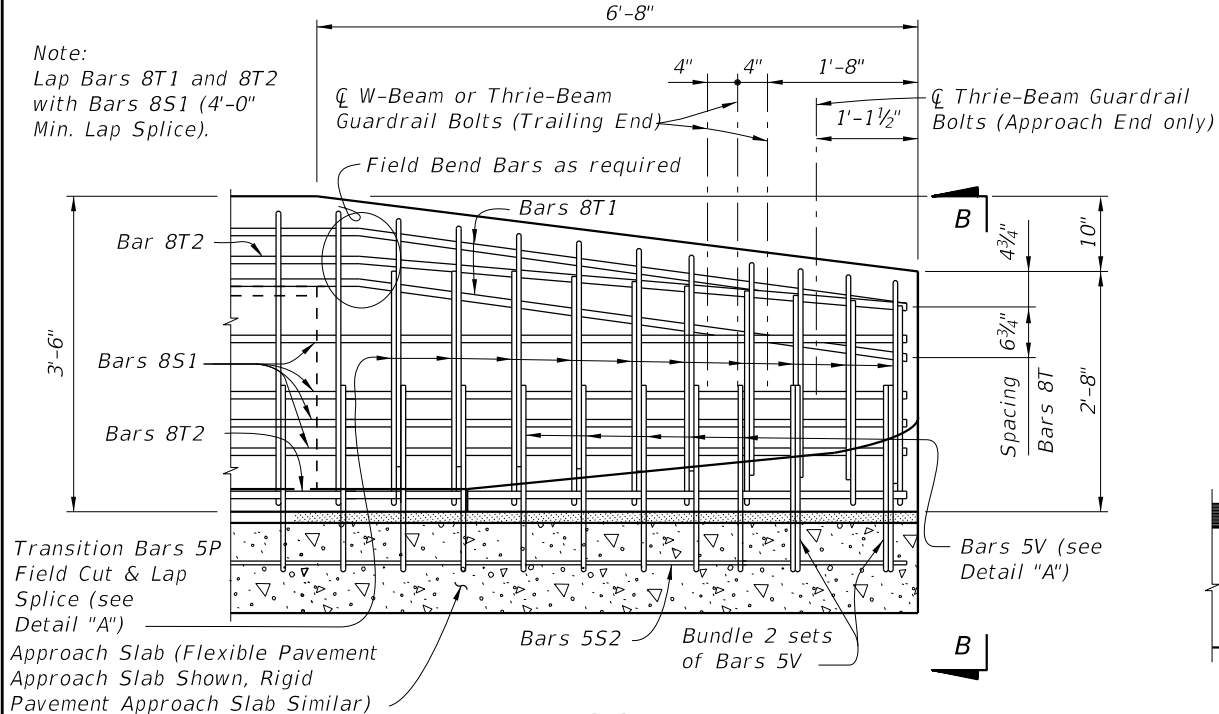 6'-8"
Note:
Lap Bars 8T1 and 8T2
with Bars 8S1 (4'-0"
Min. Lap Splice).
4" 4" 1'-8"
℄ W-Beam or Thrie-Beam
Guardrail Bolts (Trailing End)
℄ Thrie-Beam Guardrail
Bolts (Approach End only)
1'-1½"
Field Bend Bars as required
Bars 8T1
B
Bar 8T2
4¾"
10"
3'-6"
6¾"
Bars 8S1
2'-8"
Spacing
Bars 8T
Bars 8T2
Transition Bars 5P
Field Cut & Lap
Splice (see
Detail "A")
Bars 5V (see
Detail "A")
Bars 5S2
Bundle 2 sets
of Bars 5V
B
Approach Slab (Flexible Pavement
Approach Slab Shown, Rigid
Pavement Approach Slab Similar)